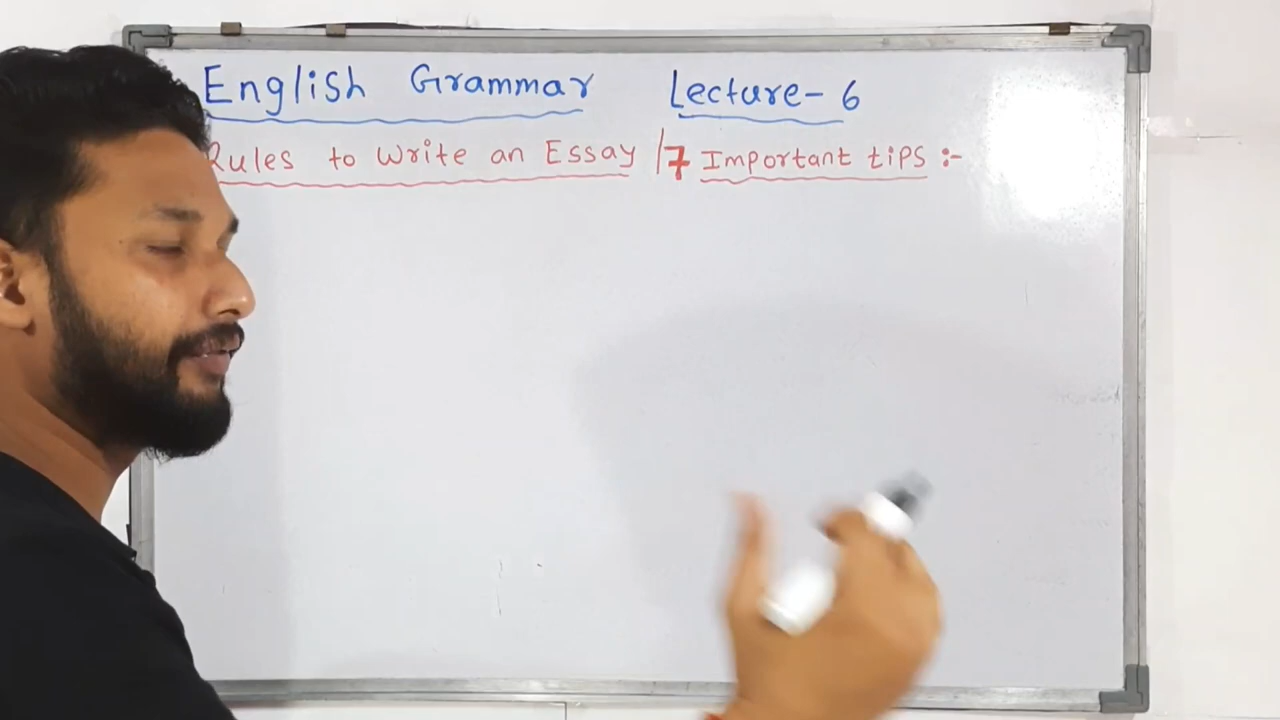 English Grammar Lecture- 6
Rules to Write an Essay / 7 Important tips :-